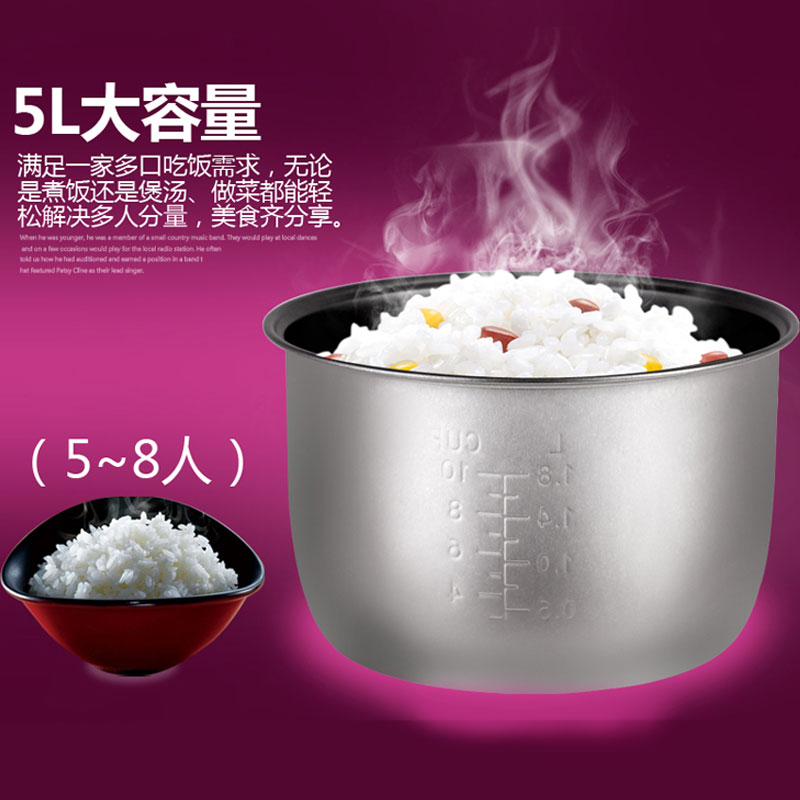 5L大容量
满足一家多口吃饭需求，无论
是煮饭还是煲汤、做菜都能轻
松解决多人分量，美食齐分享。
When he was younger, he was a member of a small country music band. They would play at local dances
and on a few occasions would play for the local radio station. He often
told us how he had auditioned and earned a position in a band t
hat featured Patsy Cline as their lead singer.
（5~8人）
CUP L
10 1.8
8 1.4
6 1.0
4 0.6